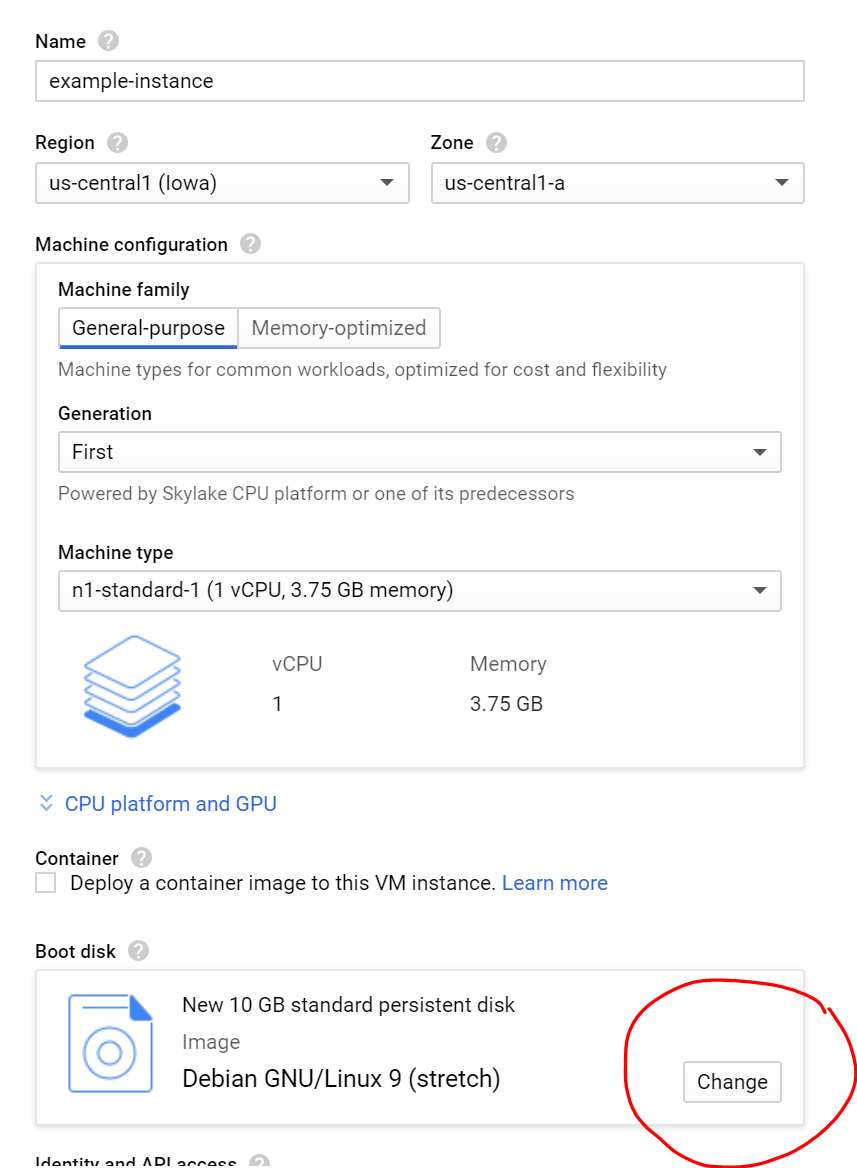 Name ?
example-instance
Region ? Zone ?
us-central1 (Iowa) us-central1-a
Machine configuration ?
Machine family
General-purpose Memory-optimized
Machine types for common workloads, optimized for cost and flexibility
Generation
First
Powered by Skylake CPU platform or one of its predecessors
Machine type
n1-standard-1 (1 vCPU, 3.75 GB memory)
vCPU Memory
1 3.75 GB
CPU platform and GPU
Container ?
Deploy a container image to this VM instance. Learn more
Boot disk ?
New 10 GB standard persistent disk
Image
Debian GNU/Linux 9 (stretch)
Change
Identity and API access ?